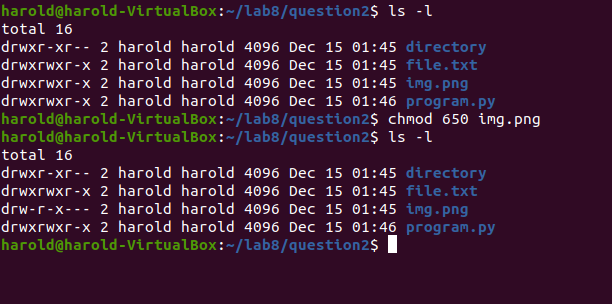 harold@harold-VirtualBox:~/lab8/question2$ ls -l
total 16
drwxr-xr-- 2 harold harold 4096 Dec 15 01:45 directory
drwxrwxr-x 2 harold harold 4096 Dec 15 01:45 file.txt
drwxrwxr-x 2 harold harold 4096 Dec 15 01:45 img.png
drwxrwxr-x 2 harold harold 4096 Dec 15 01:46 program.py
harold@harold-VirtualBox:~/lab8/question2$ chmod 650 img.png
harold@harold-VirtualBox:~/lab8/question2$ ls -l
total 16
drwxr-xr-- 2 harold harold 4096 Dec 15 01:45 directory
drwxrwxr-x 2 harold harold 4096 Dec 15 01:45 file.txt
drw-r-x--- 2 harold harold 4096 Dec 15 01:45 img.png
drwxrwxr-x 2 harold harold 4096 Dec 15 01:46 program.py
harold@harold-VirtualBox:~/lab8/question2$